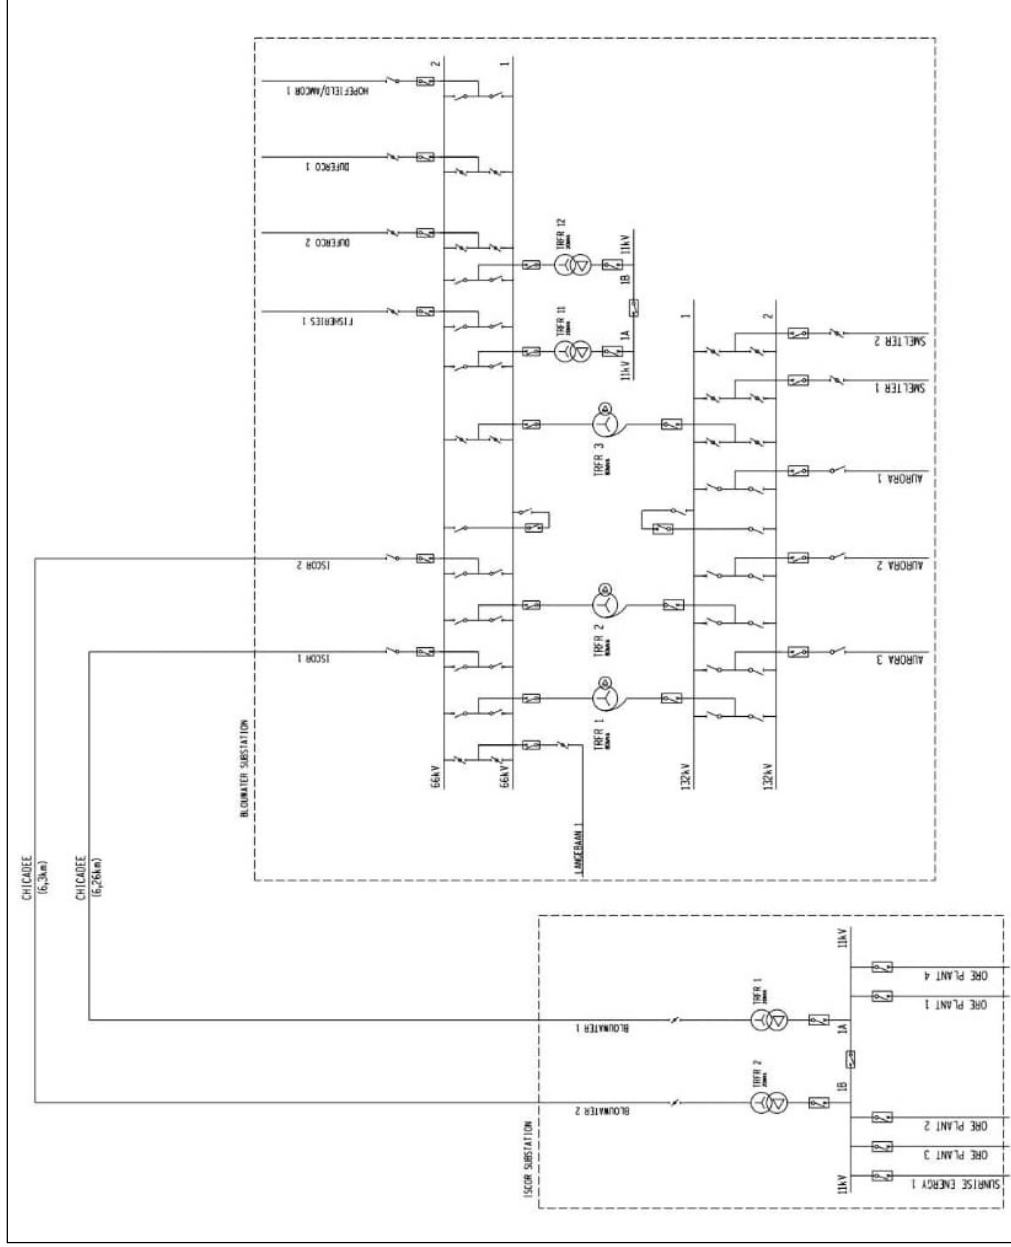 HOPEFIELD/AMCOR 1
DUFERCO 1
DUFERCO 2
FISHERIES 1
ISCOR 2
ISCOR 1
2
1
TRFR 12
11kV
1B
TRFR 11
1A
11kV
1
2
SMELTER 2
SMELTER 1
AURORA 1
AURORA 2
AURORA 3
TRFR 3
TRFR 2
TRFR 1
66kV
66kV
132kV
132kV
LANGEBAAN 1
BLOUWATER SUBSTATION
CHICADEE
(6,3km)
CHICADEE
(6,26km)
ISCOR SUBSTATION
BLOUWATER 1
BLOUWATER 2
TRFR 1
TRFR 2
11kV
1A
1B
11kV
ORE PLANT 4
ORE PLANT 1
ORE PLANT 2
ORE PLANT 3
SUNRISE ENERGY 1